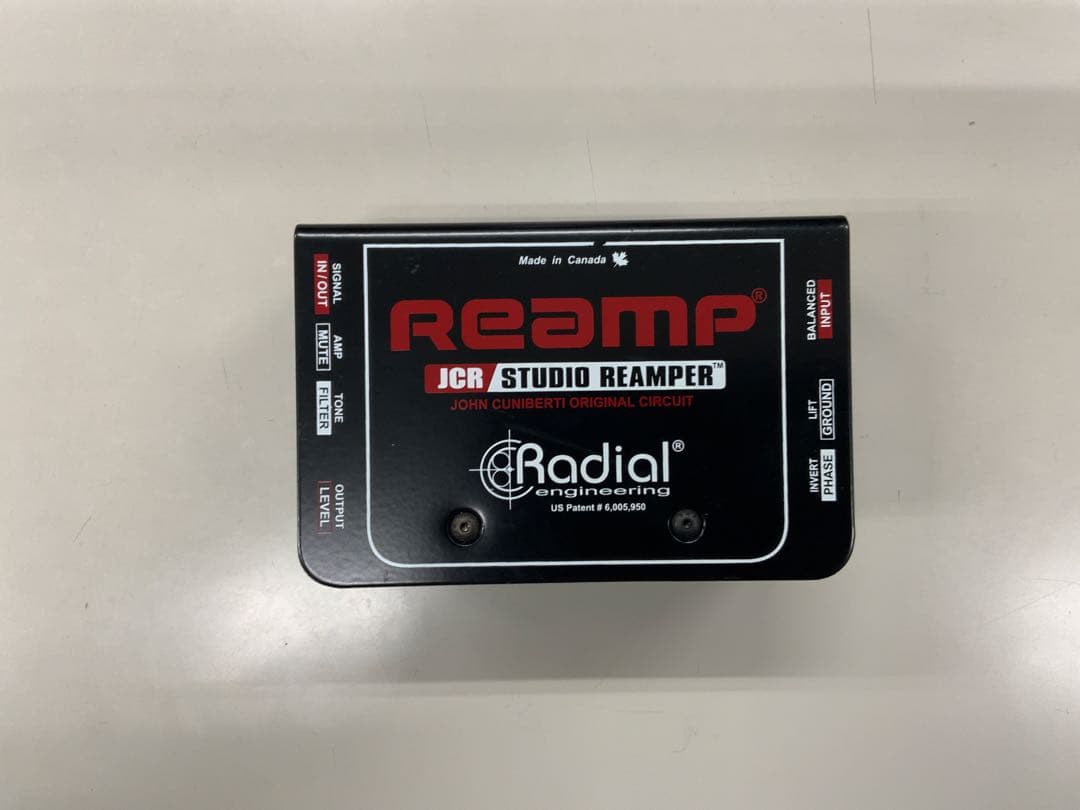 Made in Canada
REAMP®
JCR/STUDIO REAMPER™
JOHN CUNIBERTI ORIGINAL CIRCUIT
Radial®
engineering
US Patent # 6,005,950
SIGNAL
IN/OUT
AMP
MUTE
TONE
FILTER
OUTPUT
LEVEL
BALANCED
INPUT
LIFT
GROUND
INVERT
PHASE